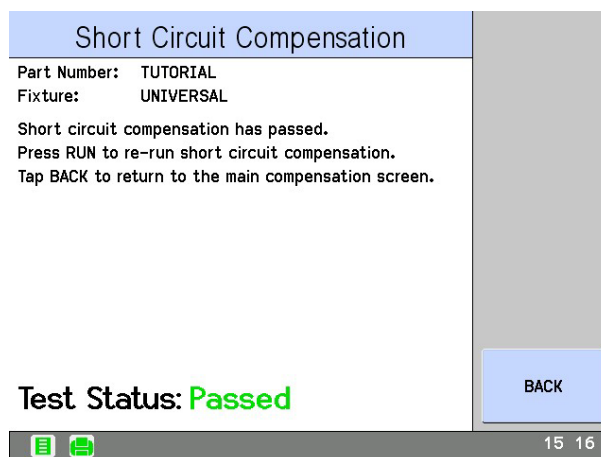 Short Circuit Compensation
Part Number: TUTORIAL
Fixture: UNIVERSAL
Short circuit compensation has passed.
Press RUN to re-run short circuit compensation.
Tap BACK to return to the main compensation screen.
Test Status: Passed
BACK
15 16